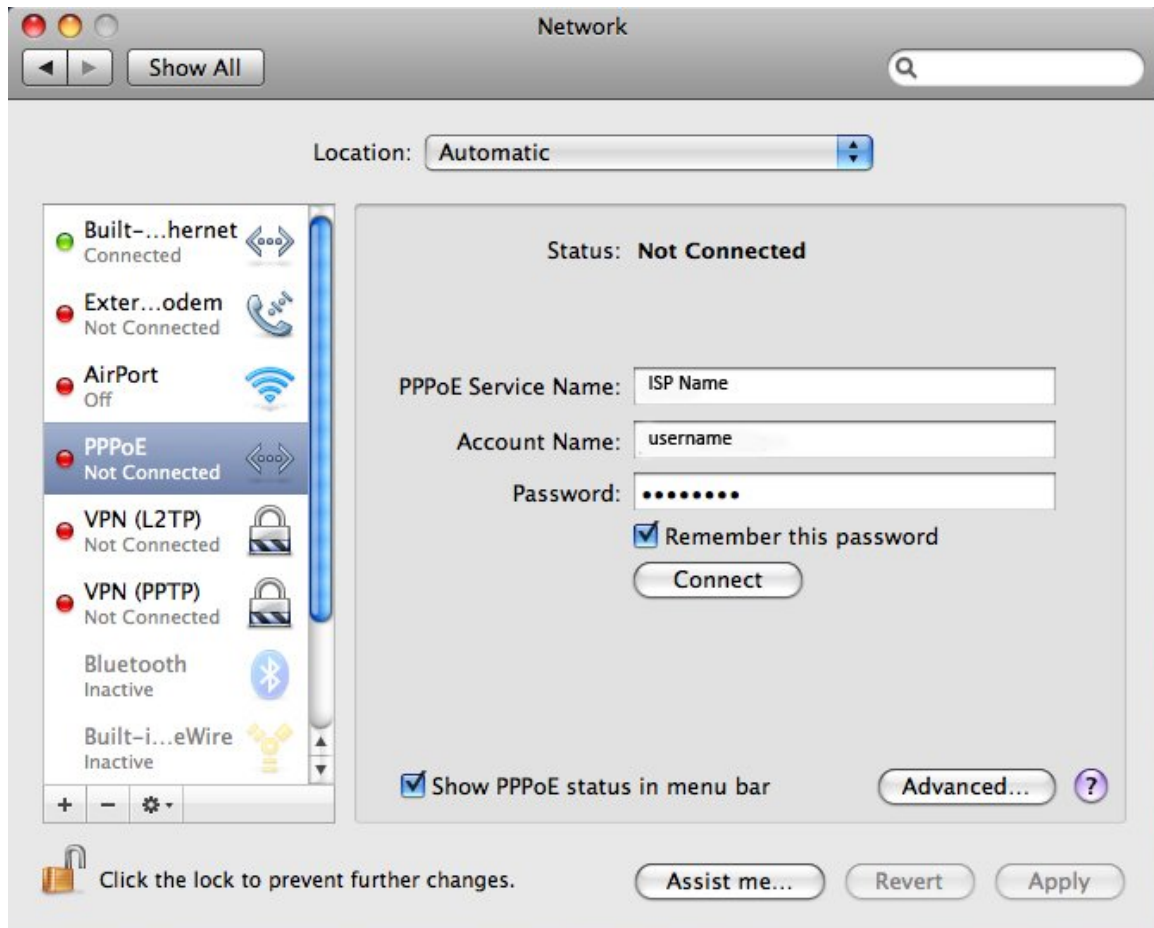 Network
Show All
Location: Automatic
Built-...hernet
Connected
Exter...odem
Not Connected
AirPort
Off
PPPoE
Not Connected
VPN (L2TP)
Not Connected
VPN (PPTP)
Not Connected
Bluetooth
Inactive
Built-i...eWire
Inactive
Status: Not Connected
PPPoE Service Name: ISP Name
Account Name: username
Password: ••••••••
Remember this password
Connect
Show PPPoE status in menu bar
Advanced... ?
Click the lock to prevent further changes.
Assist me... Revert Apply